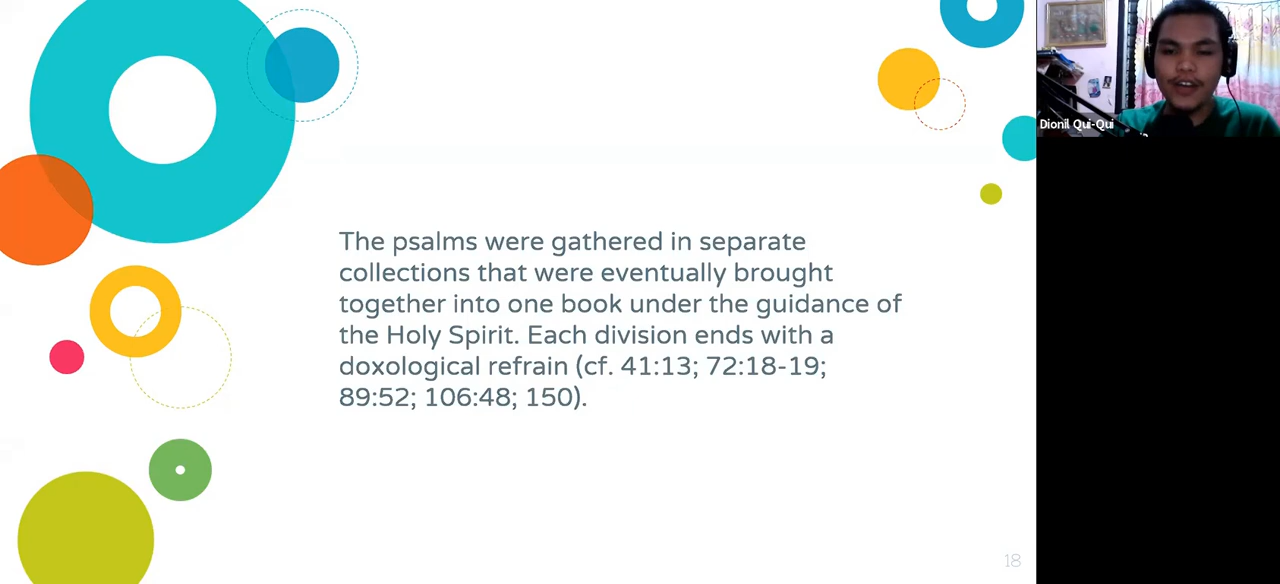 Dionil Qui-Qui
The psalms were gathered in separate
collections that were eventually brought
together into one book under the guidance of
the Holy Spirit. Each division ends with a
doxological refrain (cf. 41:13; 72:18-19;
89:52; 106:48; 150).
18